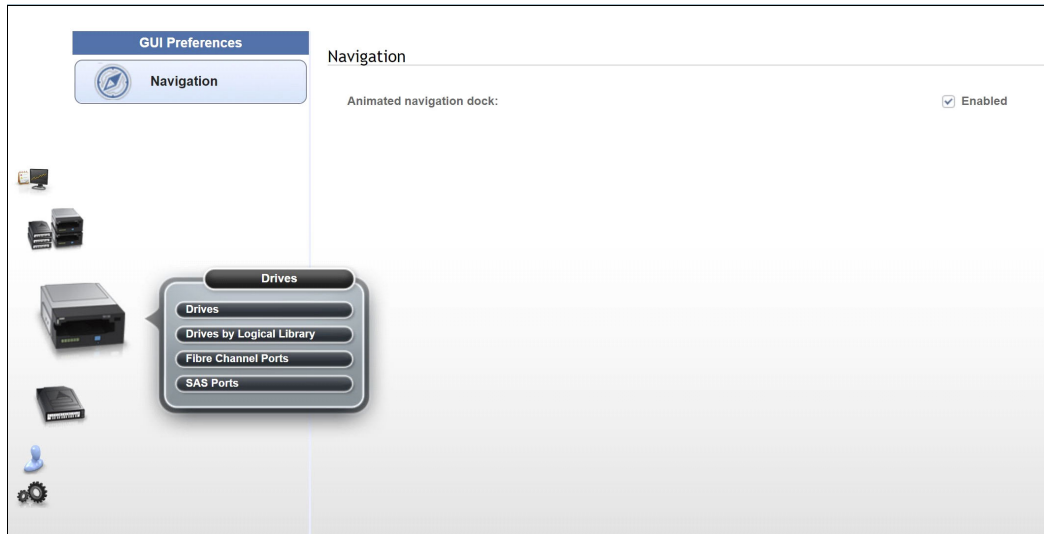 GUI Preferences
Navigation
Navigation
Animated navigation dock:
Enabled
Drives
Drives
Drives by Logical Library
Fibre Channel Ports
SAS Ports